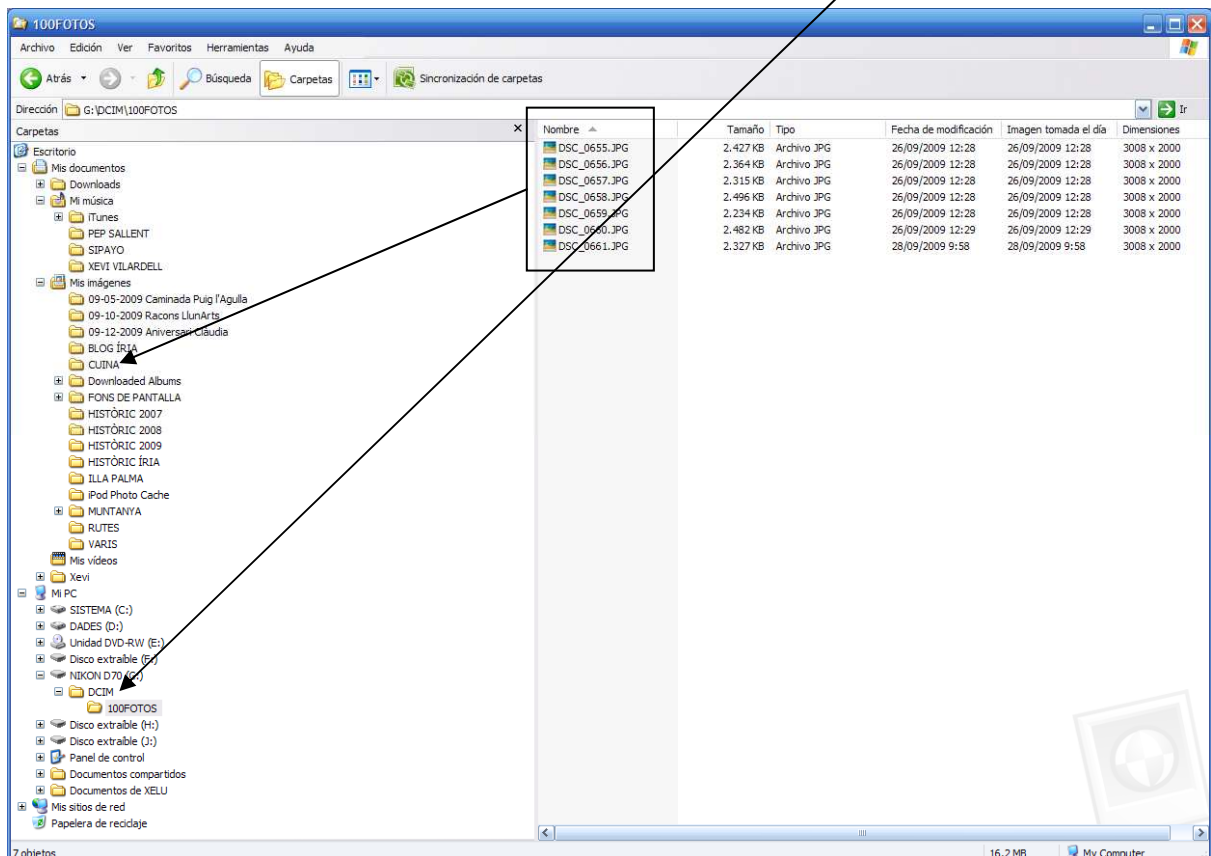 100FOTOS
Archivo Edición Ver Favoritos Herramientas Ayuda
Atrás Búsqueda Carpetas Sincronización de carpetas
Dirección G:\DCIM\100FOTOS Ir
Carpetas
Escritorio
Mis documentos
Downloads
Mi música
iTunes
PEP SALLENT
SIPAYO
XEVI VILARDELL
Mis imágenes
09-05-2009 Caminada Puig l'Agulla
09-10-2009 Racons LlunArts
09-12-2009 Aniversari Clàudia
BLOG ÍRIA
CUINA
Downloaded Albums
FONS DE PANTALLA
HISTÒRIC 2007
HISTÒRIC 2008
HISTÒRIC 2009
HISTÒRIC ÍRIA
ILLA PALMA
iPod Photo Cache
MUNTANYA
RUTES
VARIS
Mis vídeos
Xevi
Mi PC
SISTEMA (C:)
DADES (D:)
Unidad DVD-RW (E:)
Disco extraíble (F:)
NIKON D70 (G:)
DCIM
100FOTOS
Disco extraíble (H:)
Disco extraíble (J:)
Panel de control
Documentos compartidos
Documentos de XELU
Mis sitios de red
Papelera de reciclaje
Nombre Tamaño Tipo Fecha de modificación Imagen tomada el día Dimensiones
DSC_0655.JPG 2.427 KB Archivo JPG 26/09/2009 12:28 26/09/2009 12:28 3008 x 2000
DSC_0656.JPG 2.364 KB Archivo JPG 26/09/2009 12:28 26/09/2009 12:28 3008 x 2000
DSC_0657.JPG 2.315 KB Archivo JPG 26/09/2009 12:28 26/09/2009 12:28 3008 x 2000
DSC_0658.JPG 2.496 KB Archivo JPG 26/09/2009 12:28 26/09/2009 12:28 3008 x 2000
DSC_0659.JPG 2.234 KB Archivo JPG 26/09/2009 12:28 26/09/2009 12:28 3008 x 2000
DSC_0660.JPG 2.482 KB Archivo JPG 26/09/2009 12:29 26/09/2009 12:29 3008 x 2000
DSC_0661.JPG 2.327 KB Archivo JPG 28/09/2009 9:58 28/09/2009 9:58 3008 x 2000
7 objetos 16,2 MB My Computer